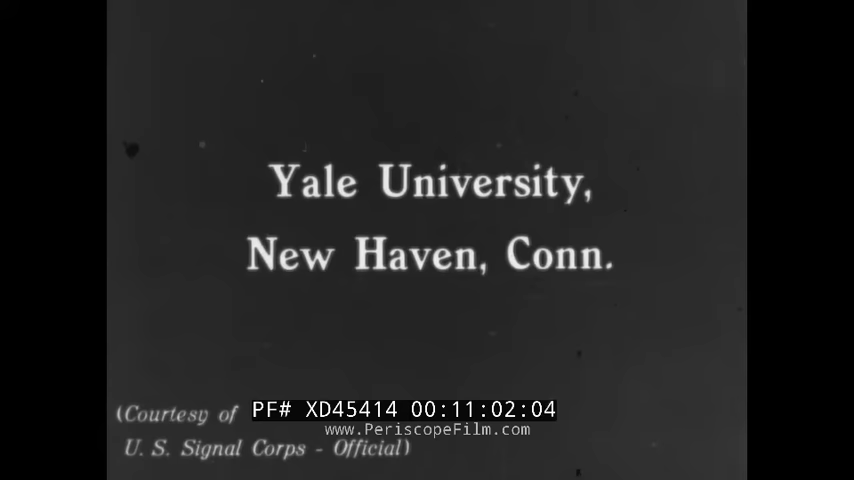 Yale University,
New Haven, Conn.
(Courtesy of
PF# XD45414 00:11:02:04
www.PeriscopeFilm.com
U. S. Signal Corps - Official)